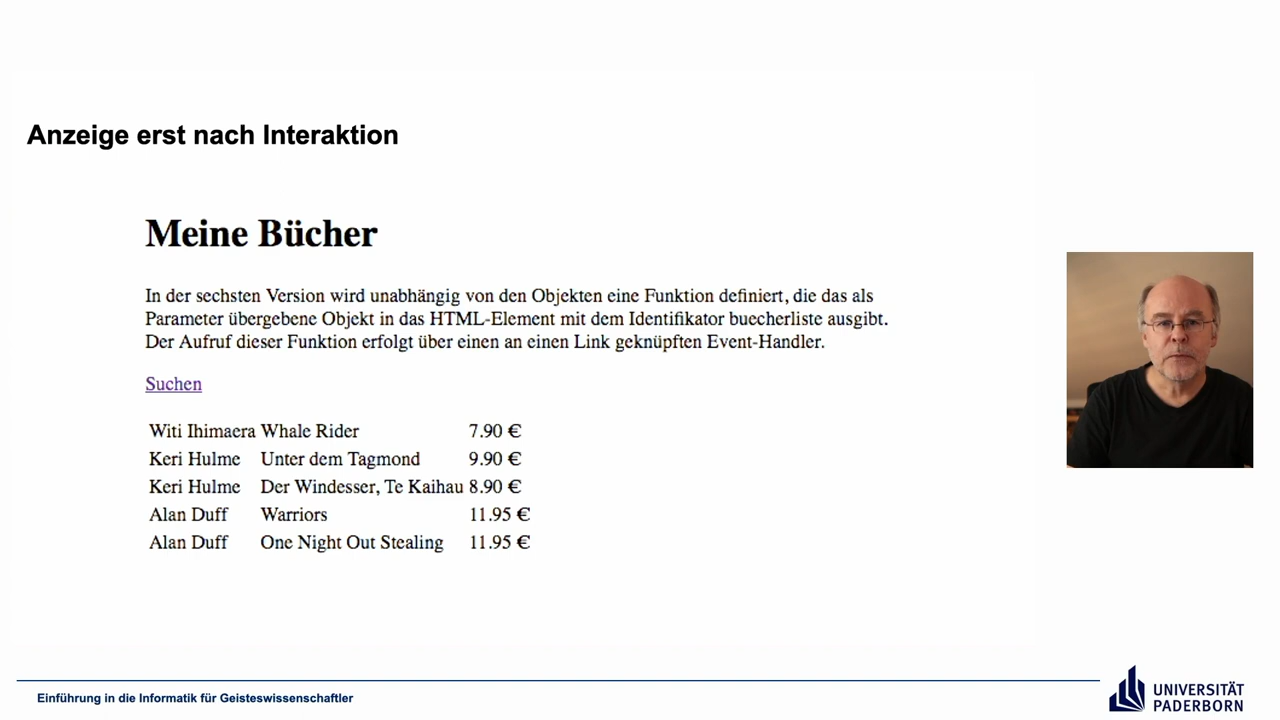 Anzeige erst nach Interaktion
Meine Bücher
In der sechsten Version wird unabhängig von den Objekten eine Funktion definiert, die das als
Parameter übergebene Objekt in das HTML-Element mit dem Identifikator buecherliste ausgibt.
Der Aufruf dieser Funktion erfolgt über einen an einen Link geknüpften Event-Handler.
Suchen
Witi Ihimaera Whale Rider 7.90 €
Keri Hulme Unter dem Tagmond 9.90 €
Keri Hulme Der Windesser, Te Kaihau 8.90 €
Alan Duff Warriors 11.95 €
Alan Duff One Night Out Stealing 11.95 €
Einführung in die Informatik für Geisteswissenschaftler
UNIVERSITÄT
PADERBORN